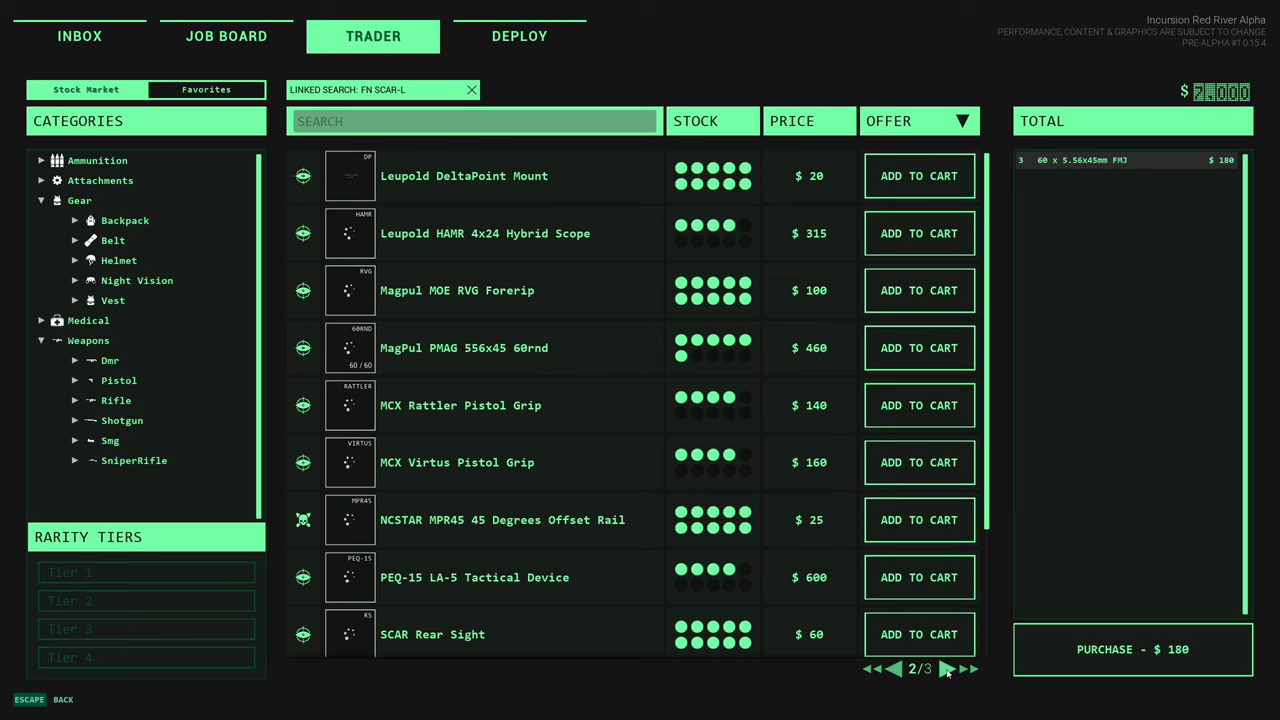 INBOX
JOB BOARD
TRADER
DEPLOY
Incursion Red River Alpha
PERFORMANCE, CONTENT & GRAPHICS ARE SUBJECT TO CHANGE
PRE-ALPHA #1.0.15.4
Stock Market
Favorites
LINKED SEARCH: FN SCAR-L
$
CATEGORIES
SEARCH
STOCK
PRICE
OFFER
TOTAL
Ammunition
Attachments
Gear
Backpack
Belt
Helmet
Night Vision
Vest
Medical
Weapons
Dmr
Pistol
Rifle
Shotgun
Smg
SniperRifle
RARITY TIERS
Tier 1
Tier 2
Tier 3
Tier 4
DP
Leupold DeltaPoint Mount
$ 20
ADD TO CART
HAMR
Leupold HAMR 4x24 Hybrid Scope
$ 315
ADD TO CART
RVG
Magpul MOE RVG Forerip
$ 100
ADD TO CART
60RND
60 / 60
MagPul PMAG 556x45 60rnd
$ 460
ADD TO CART
RATTLER
MCX Rattler Pistol Grip
$ 140
ADD TO CART
VIRTUS
MCX Virtus Pistol Grip
$ 160
ADD TO CART
MPR45
NCSTAR MPR45 45 Degrees Offset Rail
$ 25
ADD TO CART
PEQ-15
PEQ-15 LA-5 Tactical Device
$ 600
ADD TO CART
RS
SCAR Rear Sight
$ 60
ADD TO CART
2/3
3 60 x 5.56x45mm FMJ $ 180
PURCHASE - $ 180
ESCAPE BACK